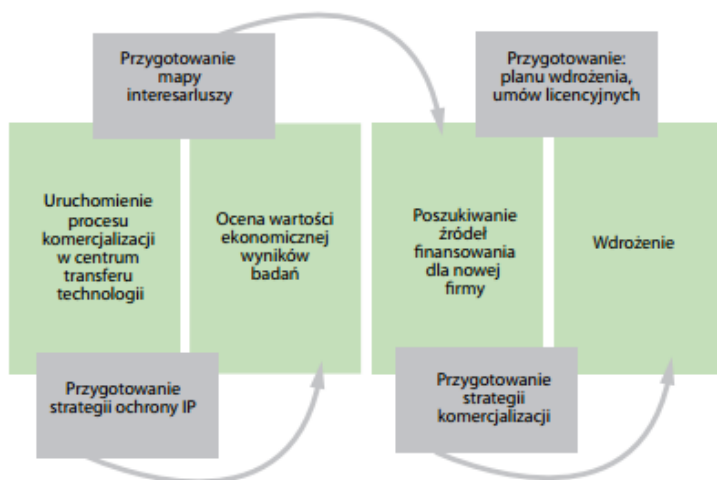 Przygotowanie
mapy
interesarluszy
Przygotowanie:
planu wdrożenia,
umów licencyjnych
Uruchomienie
procesu
komercjalizacji
w centrum
transferu
technologii
Ocena wartości
ekonomicznej
wyników
badań
Poszukiwanie
źródeł
finansowania
dla nowej
firmy
Wdrożenie
Przygotowanie
strategii ochrony IP
Przygotowanie
strategii
komercjalizacji